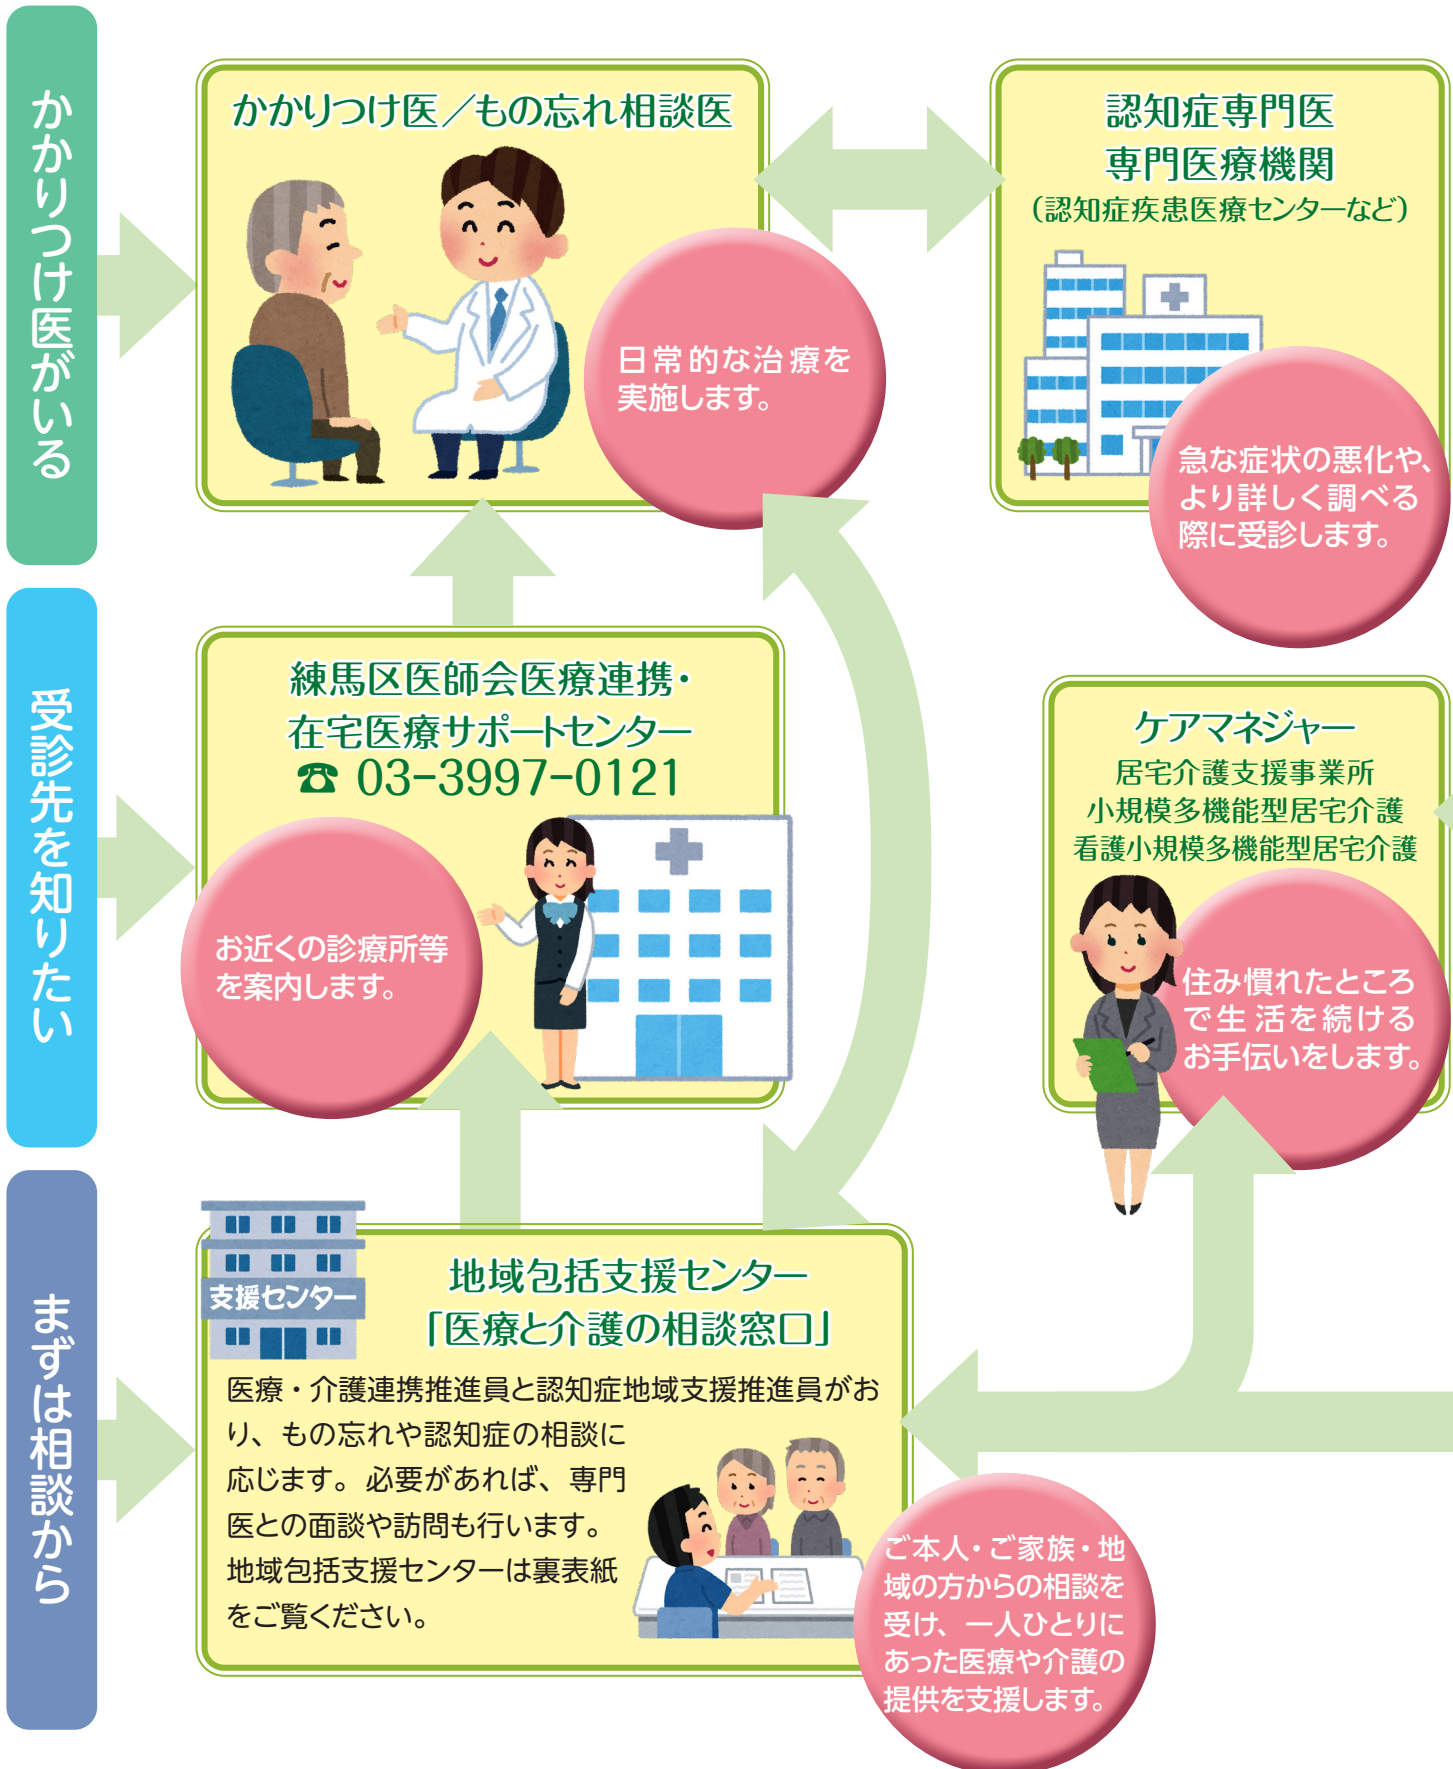 かかりつけ医がいる
かかりつけ医／もの忘れ相談医
日常的な治療を
実施します。
認知症専門医
専門医療機関
（認知症疾患医療センターなど）
急な症状の悪化や、
より詳しく調べる
際に受診します。
受診先を知りたい
練馬区医師会医療連携・
在宅医療サポートセンター
☎ 03-3997-0121
お近くの診療所等
を案内します。
ケアマネジャー
居宅介護支援事業所
小規模多機能型居宅介護
看護小規模多機能型居宅介護
住み慣れたところ
で生活を続ける
お手伝いをします。
まずは相談から
支援センター
地域包括支援センター
「医療と介護の相談窓口」
医療・介護連携推進員と認知症地域支援推進員がお
り、もの忘れや認知症の相談に
応じます。必要があれば、専門
医との面談や訪問も行います。
地域包括支援センターは裏表紙
をご覧ください。
ご本人・ご家族・地
域の方からの相談を
受け、一人ひとりに
あった医療や介護の
提供を支援します。